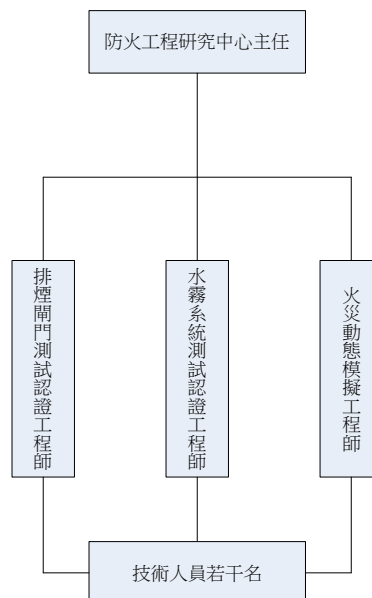 防火工程研究中心主任
排煙閘門測試認證工程師
水霧系統測試認證工程師
火災動態模擬工程師
技術人員若干名